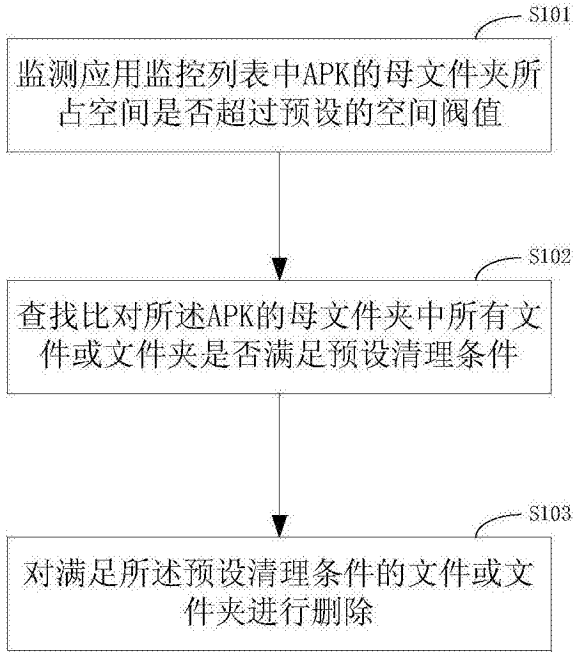 S101
监测应用监控列表中APK的母文件夹所
占空间是否超过预设的空间阀值
S102
查找比对所述APK的母文件夹中所有文
件或文件夹是否满足预设清理条件
S103
对满足所述预设清理条件的文件或文
件夹进行删除